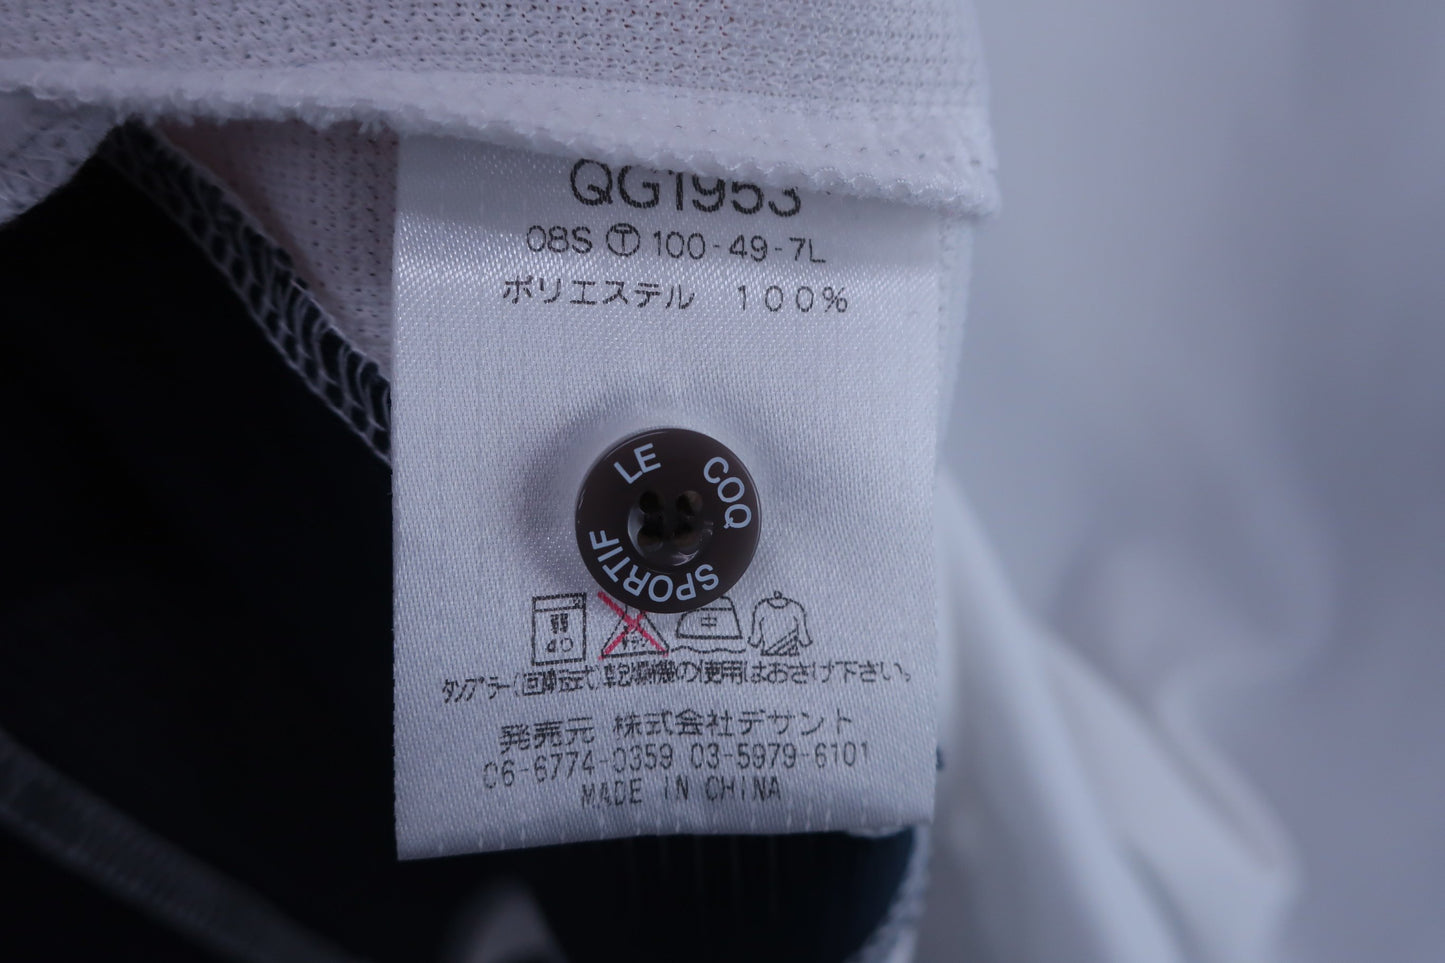 QG1953
08S Ⓣ 100-49-7L
ポリエステル 100%
LE COQ SPORTIF
40
タンブラー(回転式)乾燥機の使用はおさけ下さい。
発売元 株式会社デサント
06-6774-0359 03-5979-6101
MADE IN CHINA